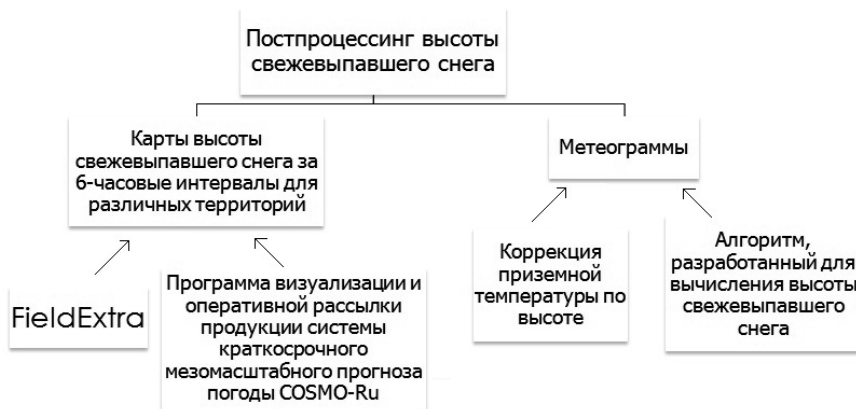 Постпроцессинг высоты
свежевыпавшего снега
Карты высоты
свежевыпавшего снега за
6-часовые интервалы для
различных территорий
Метеограммы
FieldExtra
Программа визуализации и
оперативной рассылки
продукции системы
краткосрочного
мезомасштабного прогноза
погоды COSMO-Ru
Коррекция
приземной
температуры по
высоте
Алгоритм,
разработанный для
вычисления высоты
свежевыпавшего
снега